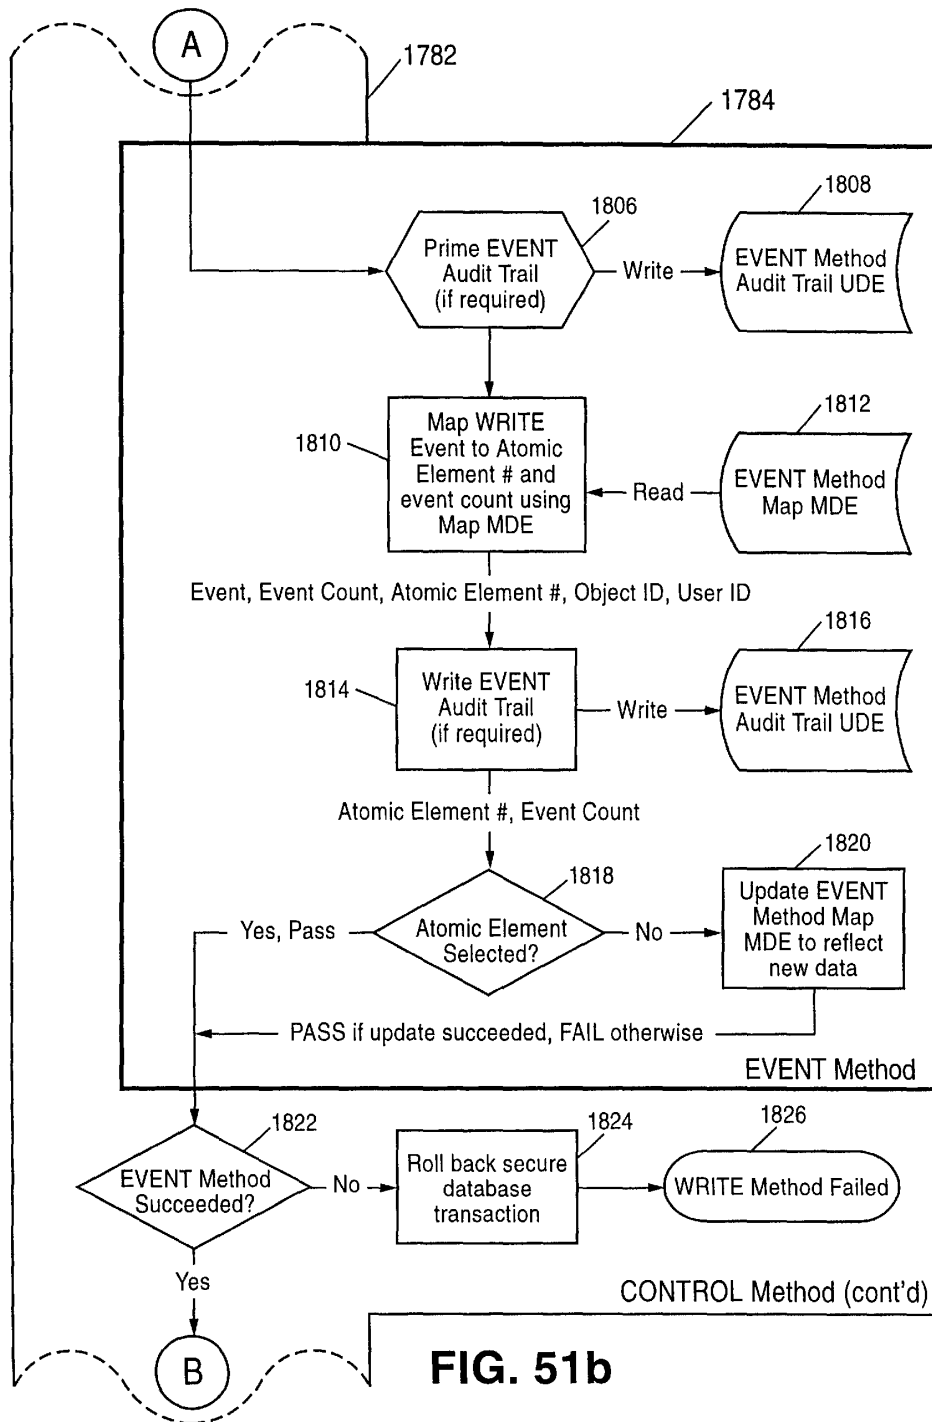 A
1782
1784
1806
1808
Prime EVENT
Audit Trail
(if required)
Write
EVENT Method
Audit Trail UDE
1810
Map WRITE
Event to Atomic
Element # and
event count using
Map MDE
Read
1812
EVENT Method
Map MDE
Event, Event Count, Atomic Element #, Object ID, User ID
1814
Write EVENT
Audit Trail
(if required)
Write
1816
EVENT Method
Audit Trail UDE
Atomic Element #, Event Count
1818
1820
Yes, Pass
Atomic Element
Selected?
No
Update EVENT
Method Map
MDE to reflect
new data
PASS if update succeeded, FAIL otherwise
EVENT Method
1822
1824
1826
EVENT Method
Succeeded?
No
Roll back secure
database
transaction
WRITE Method Failed
Yes
CONTROL Method (cont'd)
B
FIG. 51b